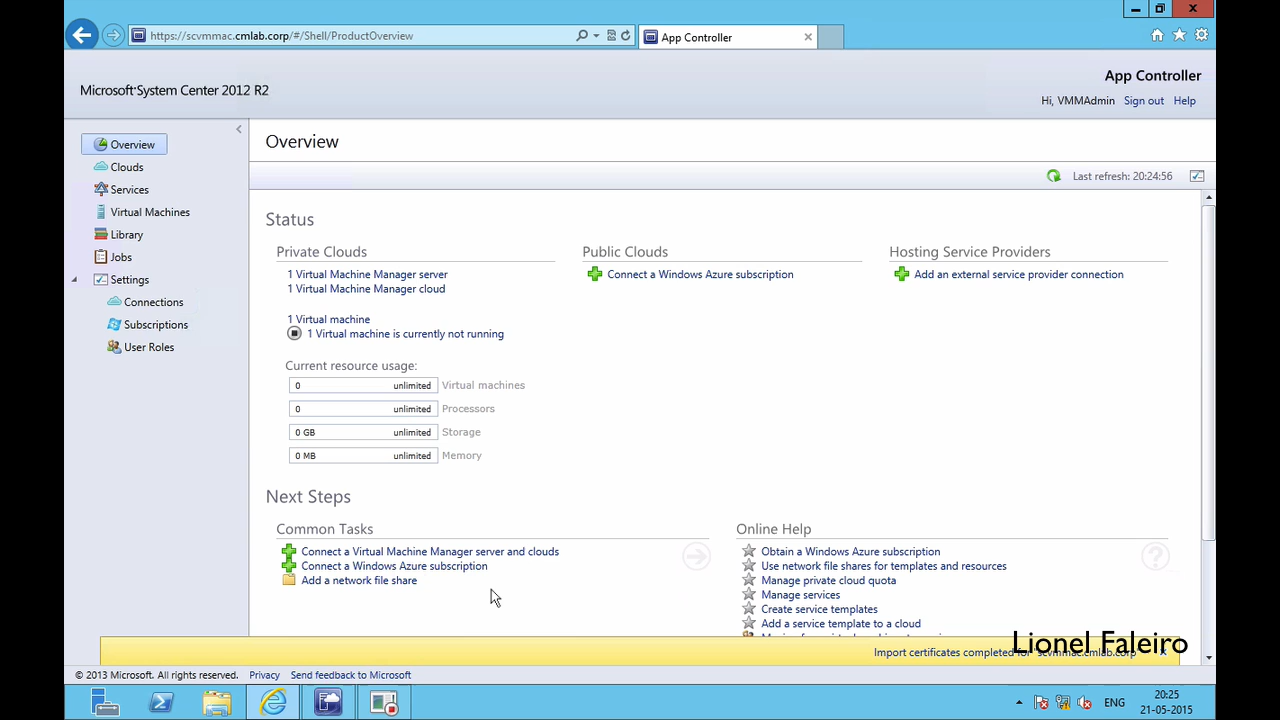 https://scvmmac.cmlab.corp/#/Shell/ProductOverview
App Controller
App Controller
Microsoft System Center 2012 R2
Hi, VMMAdmin Sign out Help
Overview
Clouds
Services
Virtual Machines
Library
Jobs
Settings
Connections
Subscriptions
User Roles
Overview
Last refresh: 20:24:56
Status
Private Clouds
1 Virtual Machine Manager server
1 Virtual Machine Manager cloud
1 Virtual machine
1 Virtual machine is currently not running
Current resource usage:
0 unlimited Virtual machines
0 unlimited Processors
0 GB unlimited Storage
0 MB unlimited Memory
Public Clouds
Connect a Windows Azure subscription
Hosting Service Providers
Add an external service provider connection
Next Steps
Common Tasks
Connect a Virtual Machine Manager server and clouds
Connect a Windows Azure subscription
Add a network file share
Online Help
Obtain a Windows Azure subscription
Use network file shares for templates and resources
Manage private cloud quota
Manage services
Create service templates
Add a service template to a cloud
Import certificates completed for scvmmac.cmlab.corp
Lionel Faleiro
© 2013 Microsoft. All rights reserved. Privacy Send feedback to Microsoft
ENG
20:25
21-05-2015